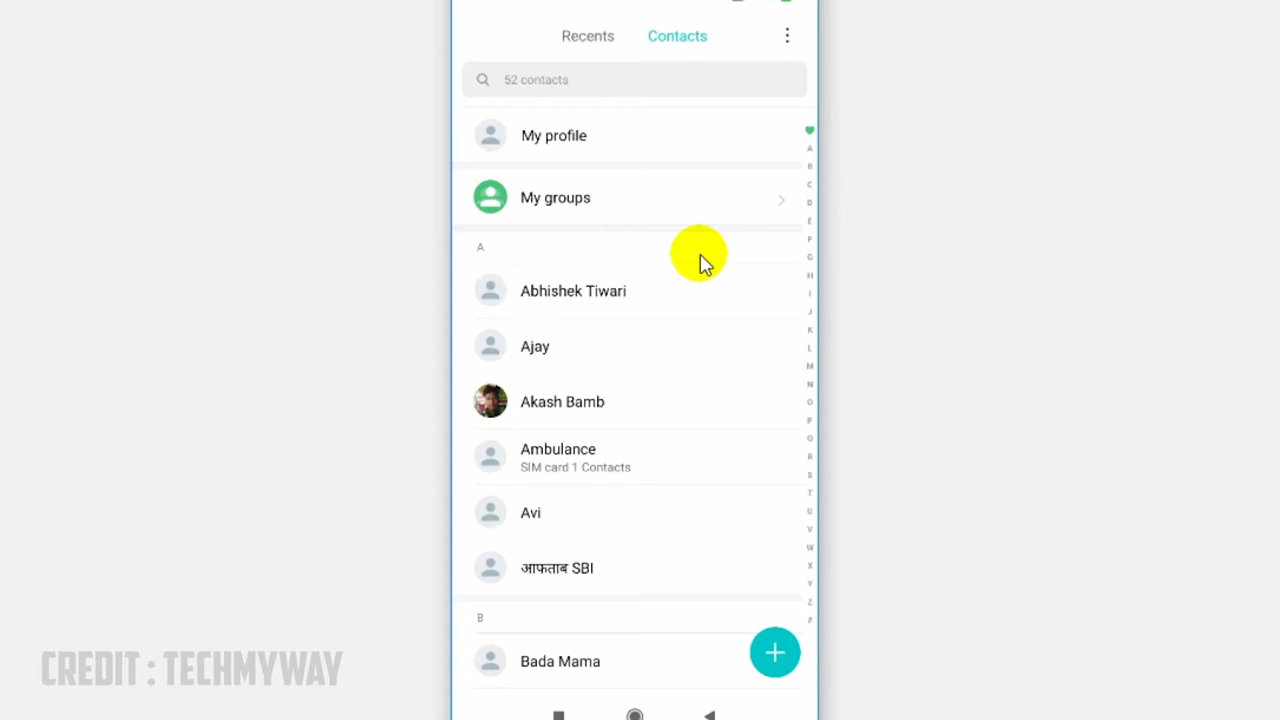 Recents Contacts
52 contacts
My profile
My groups
A
Abhishek Tiwari
Ajay
Akash Bamb
Ambulance
SIM card 1 Contacts
Avi
आफताब SBI
B
Bada Mama
A
B
C
D
E
F
G
H
I
J
K
L
M
N
O
P
Q
R
S
T
U
V
W
X
Y
Z
#
CREDIT : TECHMYWAY